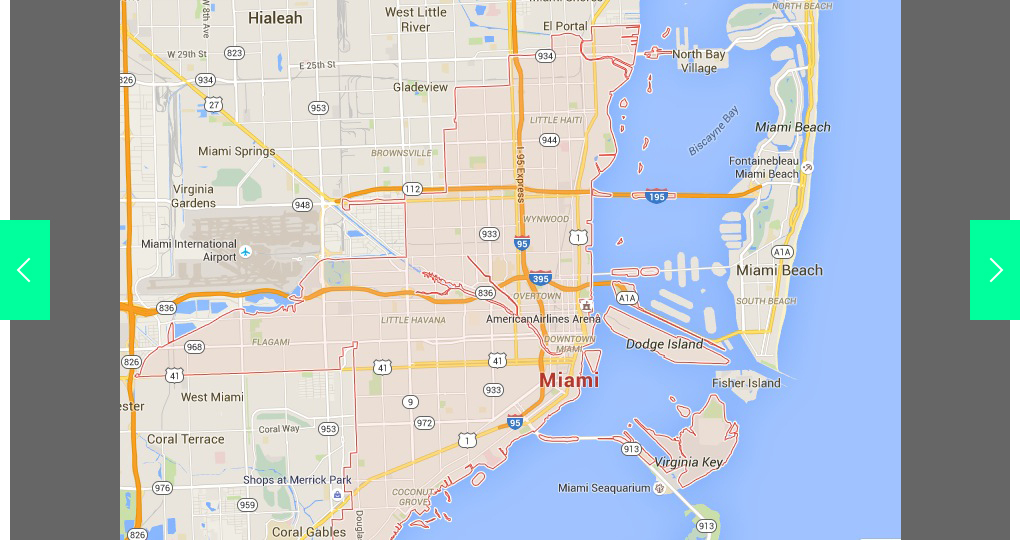 NORTH BEACH
Hialeah
West Little
River
El Portal
W 8th Ave
W 29th St
823
E 25th St
934
North Bay
Village
826
934
27
953
Gladeview
LITTLE HAITI
944
Biscayne Bay
Miami Beach
Miami Springs
BROWNSVILLE
I-95 Express
Fontainebleau
Miami Beach
Virginia
Gardens
112
195
948
WYNWOOD
933
1
95
Miami International
Airport
A1A
Miami Beach
395
836
OVERTOWN
A1A
SOUTH BEACH
836
LITTLE HAVANA
AmericanAirlines Arena
FLAGAMI
968
DOWNTOWN
MIAMI
Dodge Island
826
41
41
41
Miami
Fisher Island
933
West Miami
9
ester
972
95
Coral Way
953
Coral Terrace
1
913
Virginia Key
Shops at Merrick Park
976
Miami Seaquarium
COCONUT
GROVE
959
Douglas
913
826
Coral Gables